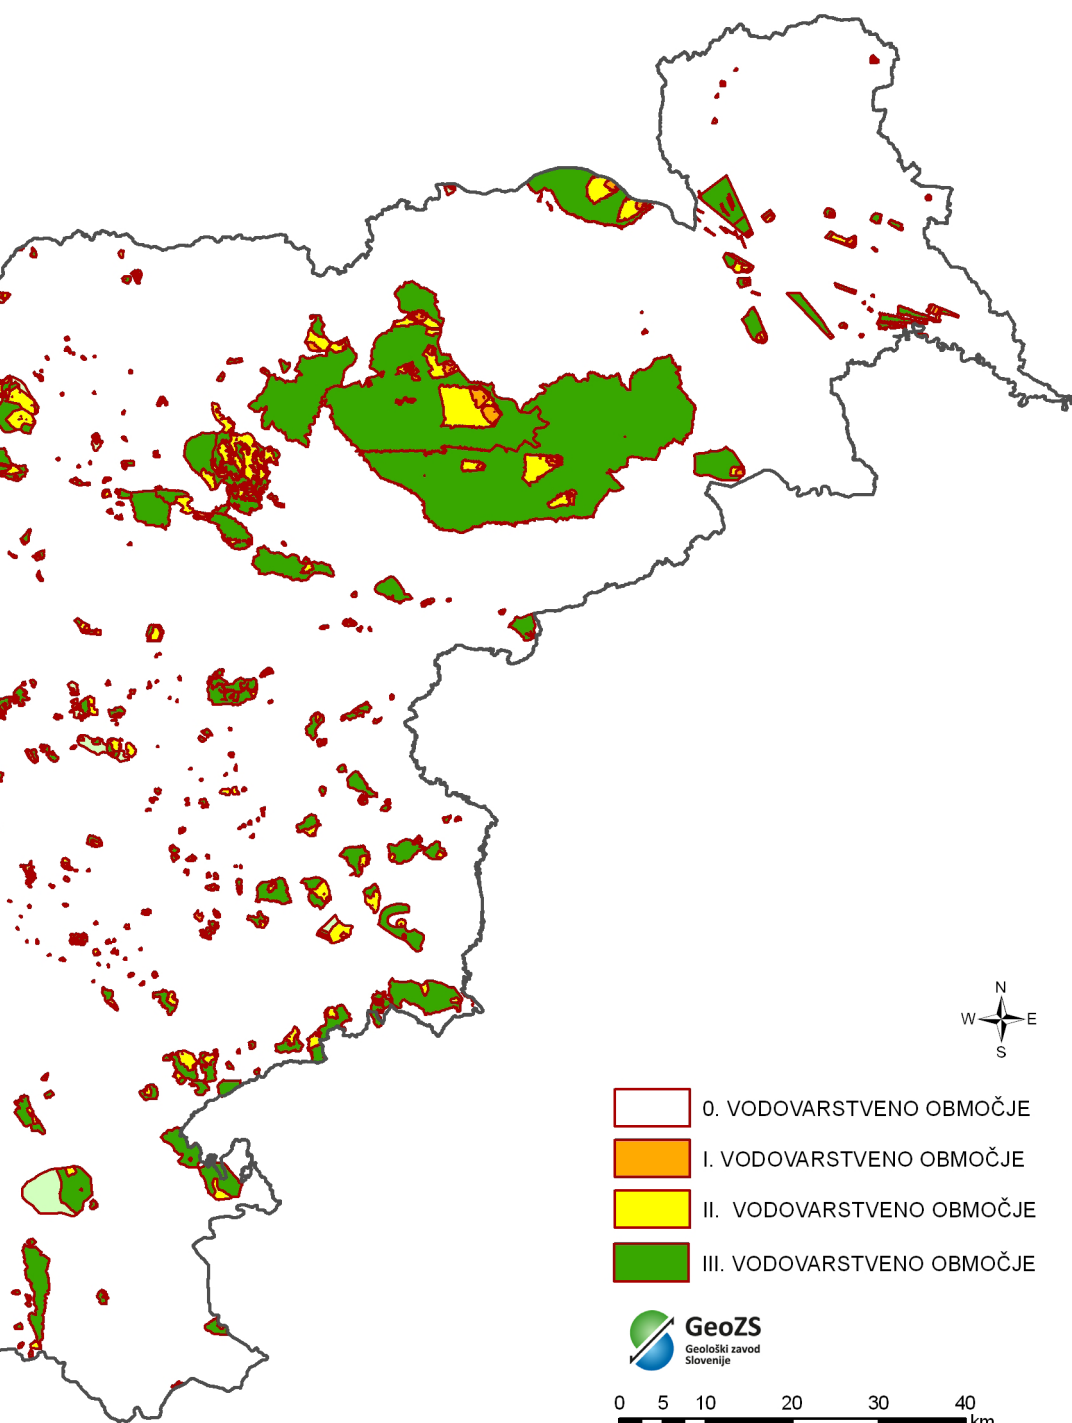 N
W E
S
0. VODOVARSTVENO OBMOČJE
I. VODOVARSTVENO OBMOČJE
II. VODOVARSTVENO OBMOČJE
III. VODOVARSTVENO OBMOČJE
GeoZS
Geološki zavod
Slovenije
0 5 10 20 30 40
km